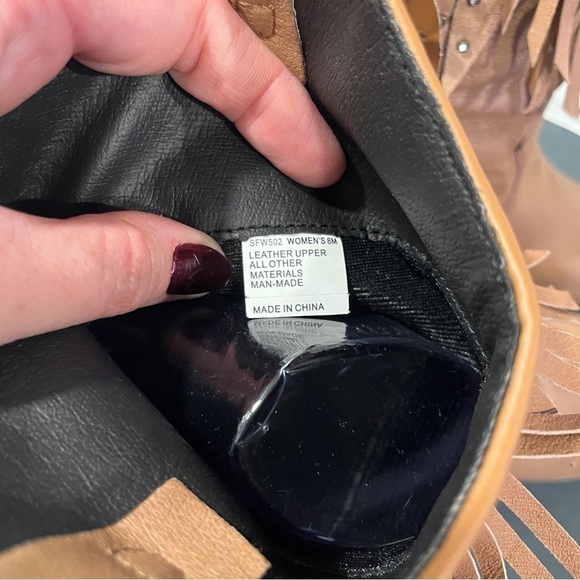 SFW502 WOMEN'S 8M
LEATHER UPPER
ALL OTHER
MATERIALS
MAN-MADE
MADE IN CHINA